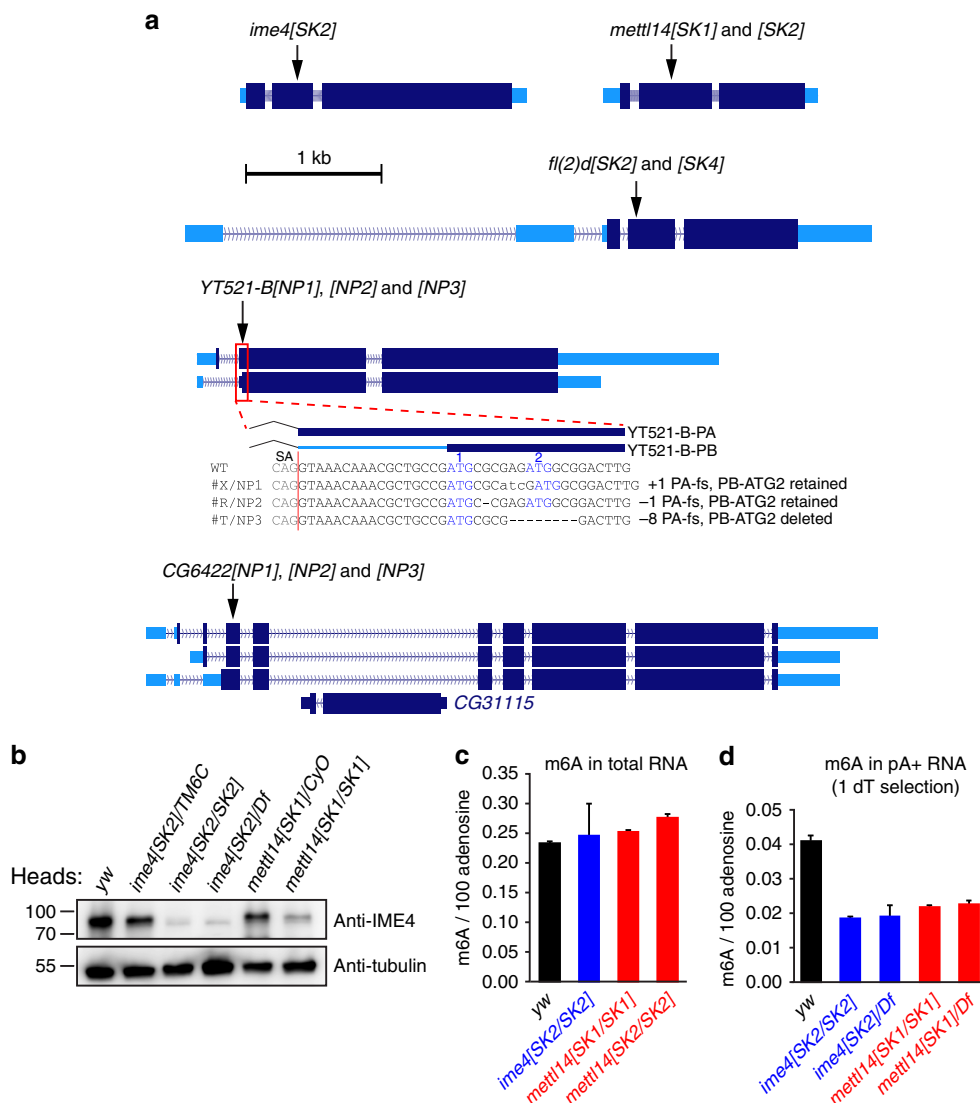 a
ime4[SK2]
mettl14[SK1] and [SK2]
1 kb
fl(2)d[SK2] and [SK4]
YT521-B[NP1], [NP2] and [NP3]
YT521-B-PA
YT521-B-PB
SA 1 2
WT CAGGTAAACAAACGCTGCCGATGCGCGAGATGGCGGACTTG
#X/NP1 CAGGTAAACAAACGCTGCCGATGCGCatcGATGGCGGACTTG +1 PA-fs, PB-ATG2 retained
#R/NP2 CAGGTAAACAAACGCTGCCGATGC-CGAGATGGCGGACTTG −1 PA-fs, PB-ATG2 retained
#T/NP3 CAGGTAAACAAACGCTGCCGATGCGCG--------GACTTG −8 PA-fs, PB-ATG2 deleted
CG6422[NP1], [NP2] and [NP3]
CG31115
b
Heads:
yw
ime4[SK2]/TM6C
ime4[SK2/SK2]
ime4[SK2]/Df
mettl14[SK1]/CyO
mettl14[SK1/SK1]
100
70
Anti-IME4
55
Anti-tubulin
c
m6A in total RNA
m6A / 100 adenosine
0.35
0.30
0.25
0.20
0.15
0.10
0.05
0.00
yw
ime4[SK2/SK2]
mettl14[SK1/SK1]
mettl14[SK2/SK2]
d
m6A in pA+ RNA
(1 dT selection)
m6A / 100 adenosine
0.05
0.04
0.03
0.02
0.01
0.00
yw
ime4[SK2/SK2]
ime4[SK2]/Df
mettl14[SK1/SK1]
mettl14[SK1]/Df